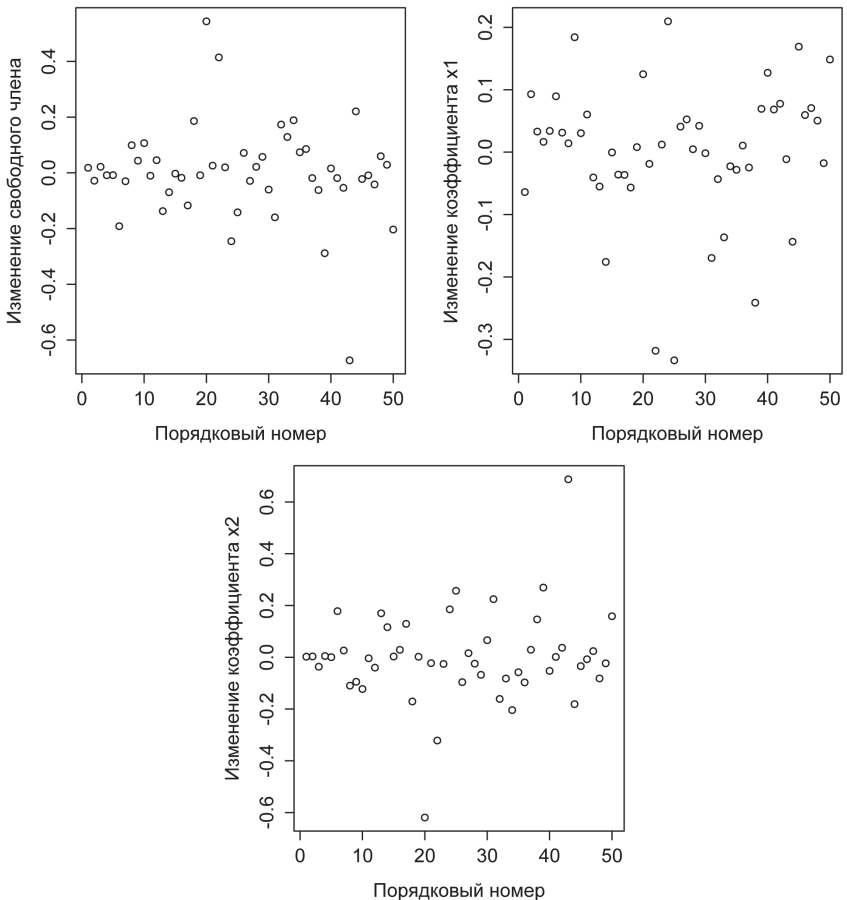 Изменение свободного члена
0.4
0.2
0.0
-0.2
-0.4
-0.6
0 10 20 30 40 50
Порядковый номер
Изменение коэффициента x1
0.2
0.1
0.0
-0.1
-0.2
-0.3
0 10 20 30 40 50
Порядковый номер
Изменение коэффициента x2
0.6
0.4
0.2
0.0
-0.2
-0.4
-0.6
0 10 20 30 40 50
Порядковый номер